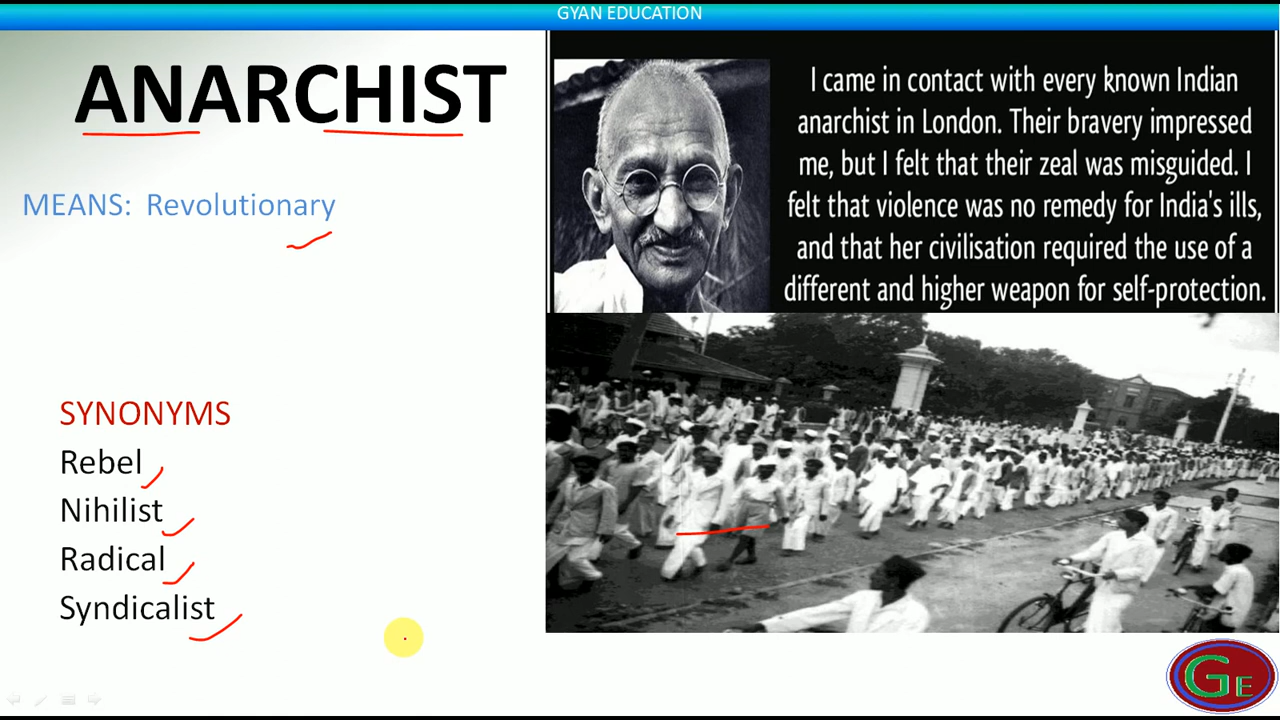 GYAN EDUCATION
ANARCHIST
MEANS: Revolutionary
SYNONYMS
Rebel
Nihilist
Radical
Syndicalist
I came in contact with every known Indian
anarchist in London. Their bravery impressed
me, but I felt that their zeal was misguided. I
felt that violence was no remedy for India's ills,
and that her civilisation required the use of a
different and higher weapon for self-protection.
GE